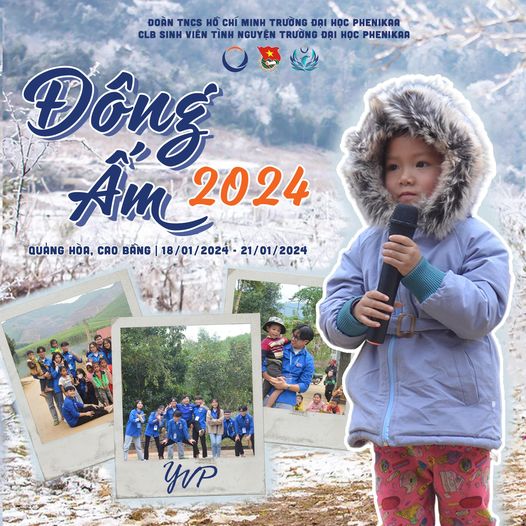 ĐOÀN TNCS HỒ CHÍ MINH TRƯỜNG ĐẠI HỌC PHENIKAA
CLB SINH VIÊN TÌNH NGUYỆN TRƯỜNG ĐẠI HỌC PHENIKAA
Đông
Ấm 2024
QUẢNG HÒA, CAO BẰNG | 18/01/2024 - 21/01/2024
YVP